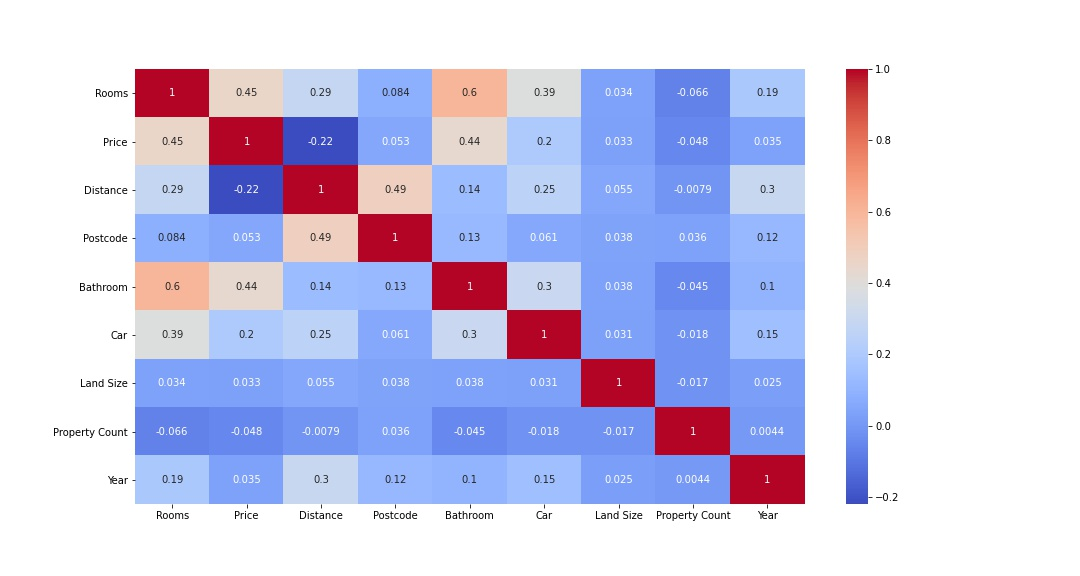 Rooms 1 0.45 0.29 0.084 0.6 0.39 0.034 -0.066 0.19
Price 0.45 1 -0.22 0.053 0.44 0.2 0.033 -0.048 0.035
Distance 0.29 -0.22 1 0.49 0.14 0.25 0.055 -0.0079 0.3
Postcode 0.084 0.053 0.49 1 0.13 0.061 0.038 0.036 0.12
Bathroom 0.6 0.44 0.14 0.13 1 0.3 0.038 -0.045 0.1
Car 0.39 0.2 0.25 0.061 0.3 1 0.031 -0.018 0.15
Land Size 0.034 0.033 0.055 0.038 0.038 0.031 1 -0.017 0.025
Property Count -0.066 -0.048 -0.0079 0.036 -0.045 -0.018 -0.017 1 0.0044
Year 0.19 0.035 0.3 0.12 0.1 0.15 0.025 0.0044 1
Rooms Price Distance Postcode Bathroom Car Land Size Property Count Year
1.0
0.8
0.6
0.4
0.2
0.0
−0.2